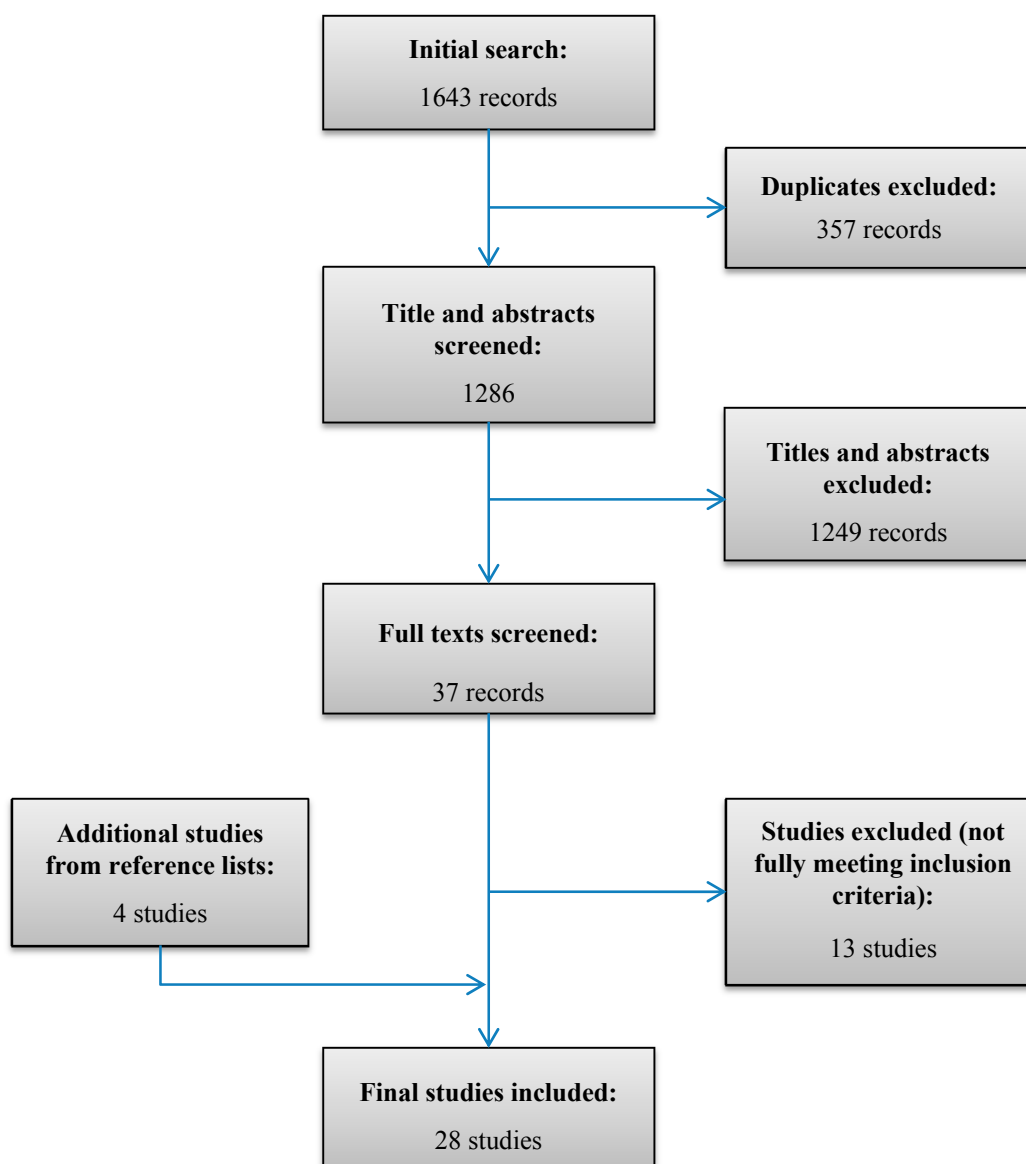 Initial search:
1643 records
Duplicates excluded:
357 records
Title and abstracts
screened:
1286
Titles and abstracts
excluded:
1249 records
Full texts screened:
37 records
Additional studies
from reference lists:
4 studies
Studies excluded (not
fully meeting inclusion
criteria):
13 studies
Final studies included:
28 studies